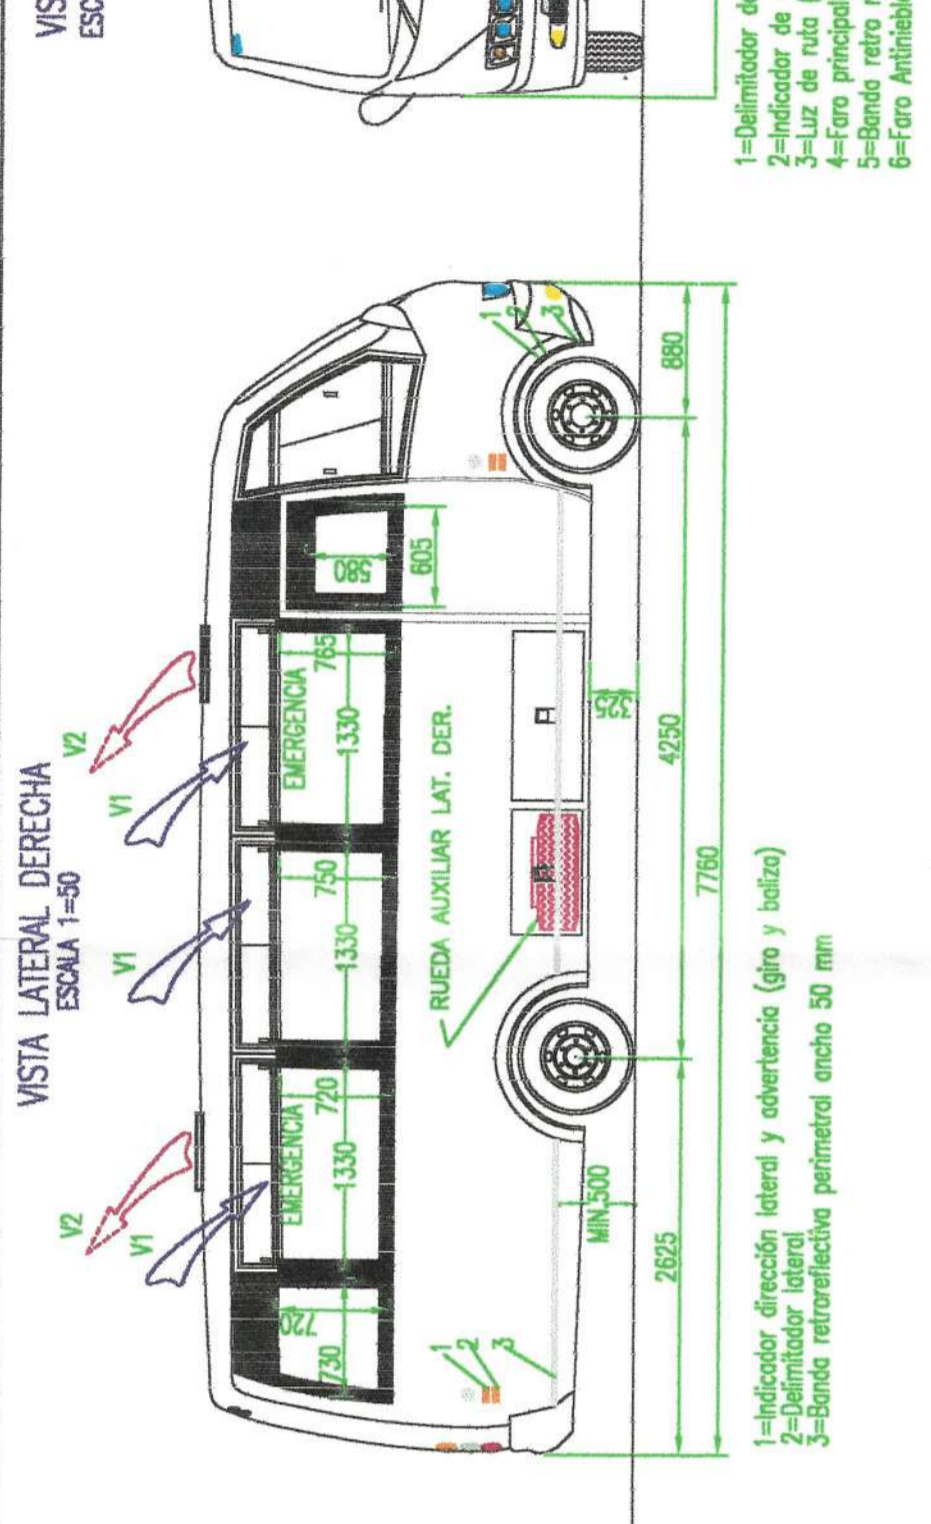 VISTA LATERAL DERECHA
ESCALA 1=50
VIS
ESC
V2
V1
V1
V2
V1
EMERGENCIA
EMERGENCIA
720
730
720
1330
750
1330
765
1330
580
605
RUEDA AUXILIAR LAT. DER.
1
2
3
1
2
3
MIN.500
325
2625
4250
880
7760
1=Indicador dirección lateral y advertencia (giro y baliza)
2=Delimitador lateral
3=Banda retroreflectiva perimetral ancho 50 mm
1=Delimitador de
2=Indicador de
3=Luz de ruta (
4=Faro principal
5=Banda retro r
6=Faro Antiniebl